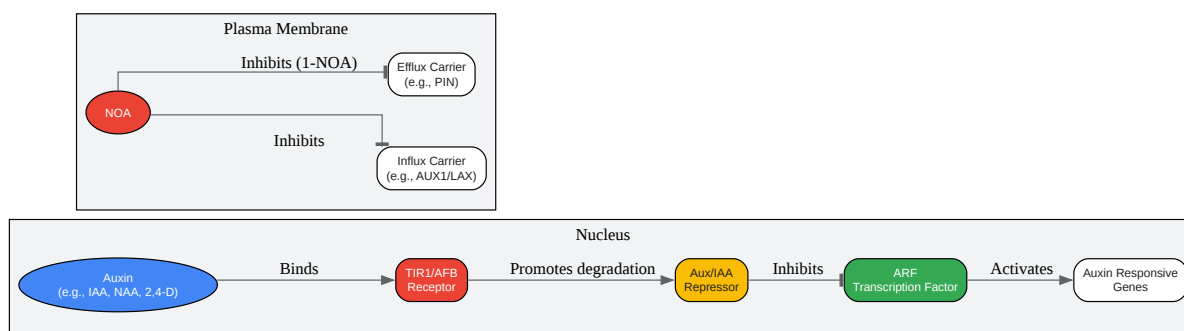 Plasma Membrane
Inhibits (1-NOA)
Efflux Carrier
(e.g., PIN)
NOA
Inhibits
Influx Carrier
(e.g., AUX1/LAX)
Nucleus
Auxin
(e.g., IAA, NAA, 2,4-D)
Binds
TIR1/AFB
Receptor
Promotes degradation
Aux/IAA
Repressor
Inhibits
ARF
Transcription Factor
Activates
Auxin Responsive
Genes